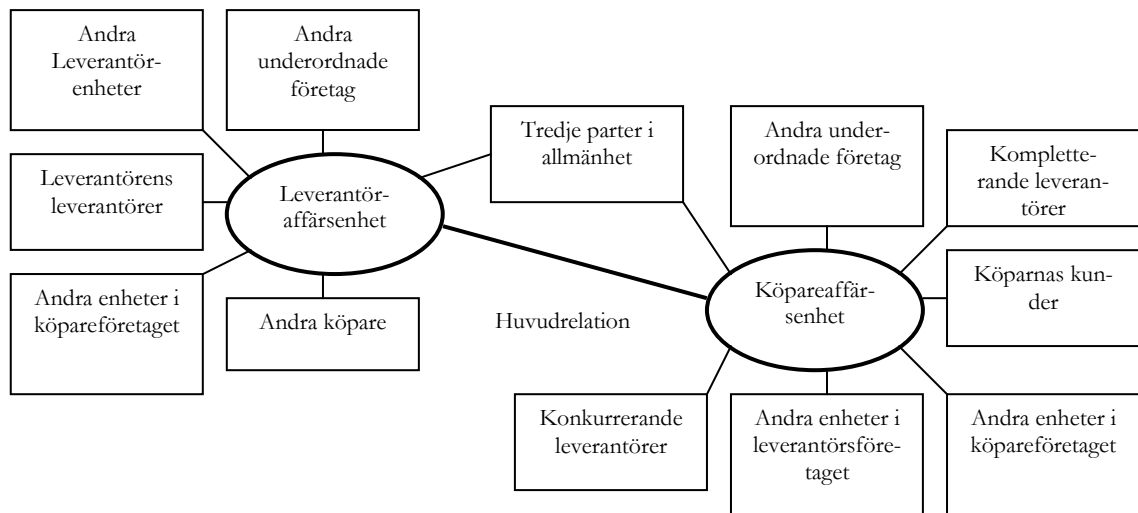 Andra
Leverantör-
enheter
Andra
underordnade
företag
Tredje parter i
allmänhet
Andra under-
ordnade företag
Komplette-
rande leveran-
törer
Leverantörens
leverantörer
Leverantör-
affärsenhet
Köparnas kun-
der
Andra enheter i
köpareföretaget
Andra köpare
Huvudrelation
Köpareaffär-
senhet
Konkurrerande
leverantörer
Andra enheter i
leverantörsföre-
taget
Andra enheter i
köpareföretaget